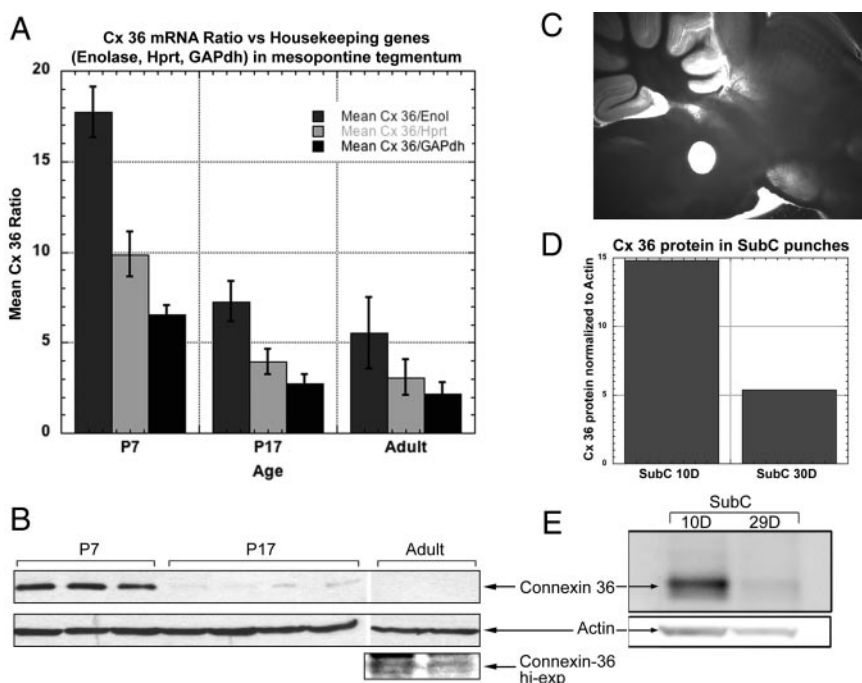 A
Cx 36 mRNA Ratio vs Housekeeping genes
(Enolase, Hprt, GAPdh) in mesopontine tegmentum
20
15
10
5
0
Mean Cx 36 Ratio
Mean Cx 36/Enol
Mean Cx 36/Hprt
Mean Cx 36/GAPdh
P7
P17
Adult
Age
B
P7
P17
Adult
Connexin 36
Actin
Connexin-36
hi-exp
C
D
Cx 36 protein in SubC punches
Cx 36 protein normalized to Actin
15
10
5
0
SubC 10D
SubC 30D
E
SubC
10D
29D